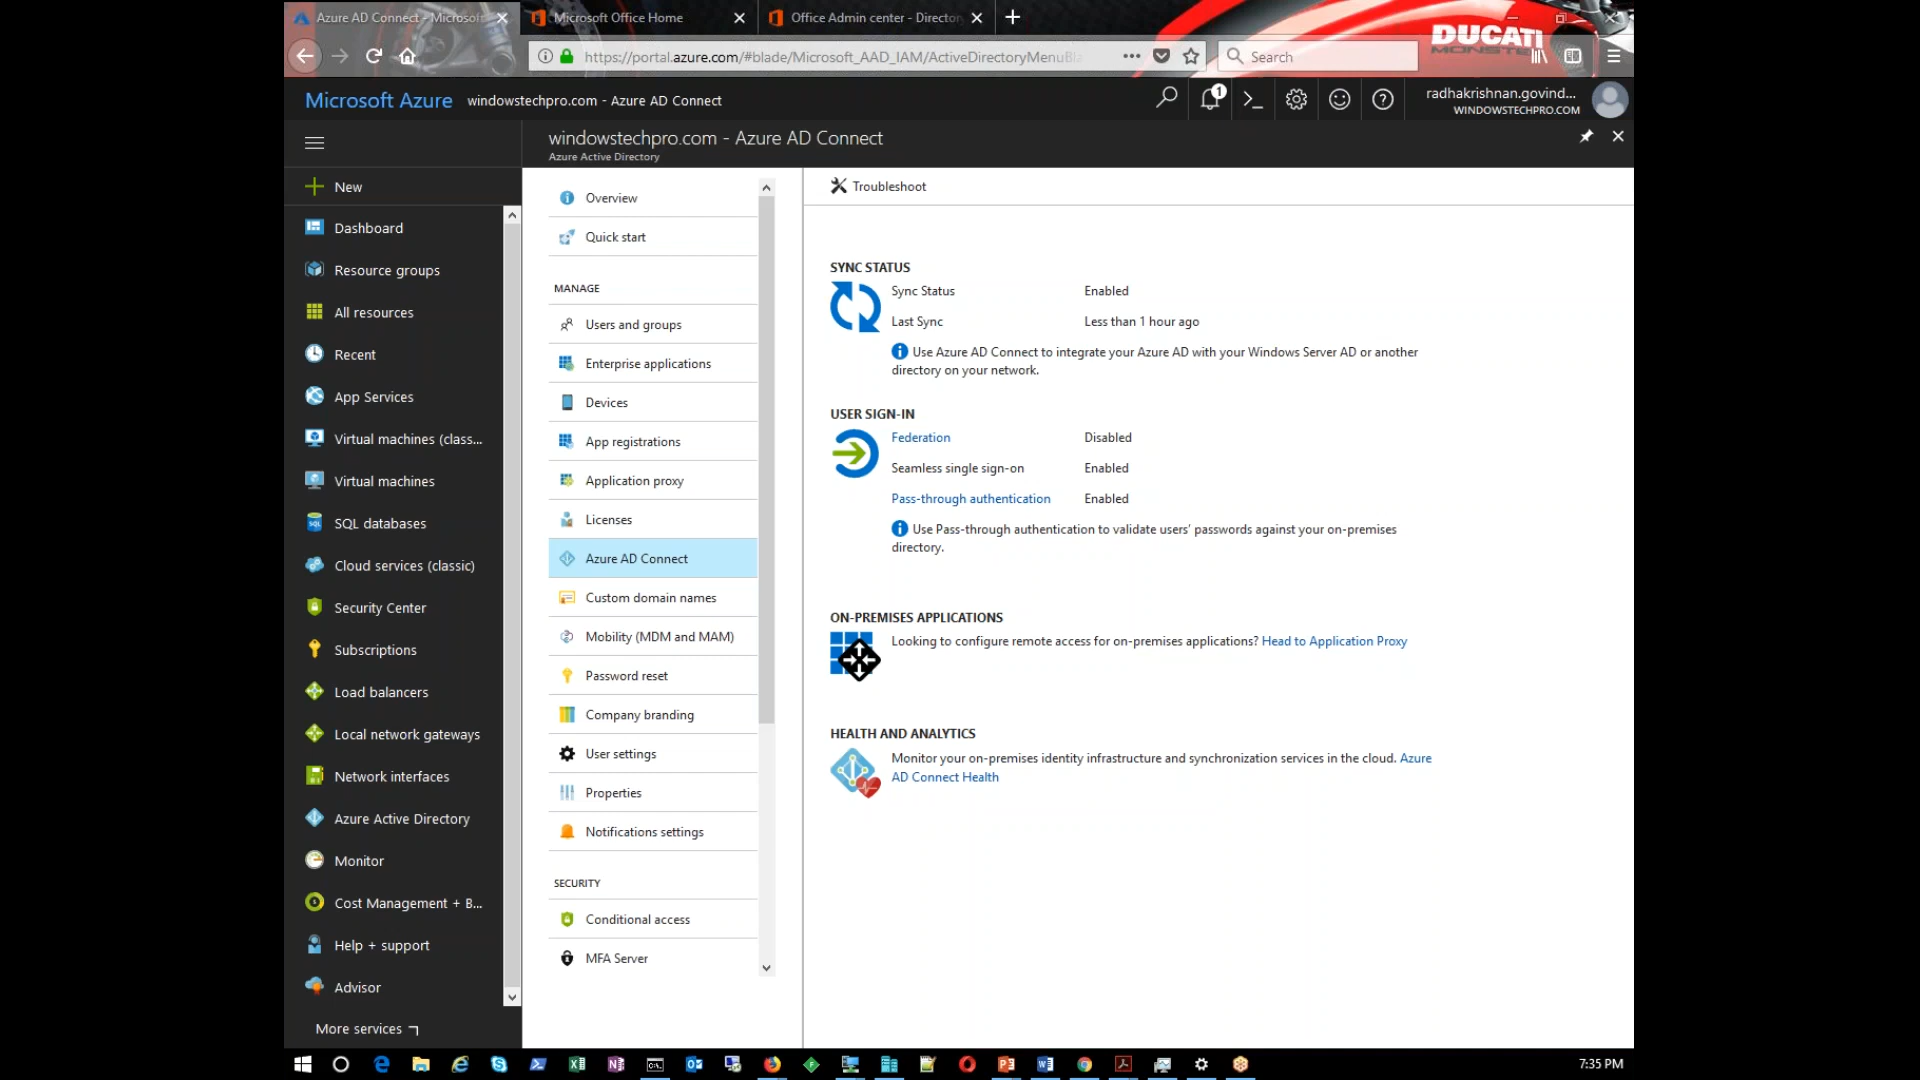 Azure AD Connect - Microsof
Microsoft Office Home
Office Admin center - Director
DUCATI
https://portal.azure.com/#blade/Microsoft_AAD_IAM/ActiveDirectoryMenuBla
Search
Microsoft Azure
windowstechpro.com - Azure AD Connect
1
radhakrishnan.govind...
WINDOWSTECHPRO.COM
windowstechpro.com - Azure AD Connect
Azure Active Directory
New
Dashboard
Resource groups
All resources
Recent
App Services
Virtual machines (class...
Virtual machines
SQL databases
Cloud services (classic)
Security Center
Subscriptions
Load balancers
Local network gateways
Network interfaces
Azure Active Directory
Monitor
Cost Management + B...
Help + support
Advisor
More services
Overview
Quick start
MANAGE
Users and groups
Enterprise applications
Devices
App registrations
Application proxy
Licenses
Azure AD Connect
Custom domain names
Mobility (MDM and MAM)
Password reset
Company branding
User settings
Properties
Notifications settings
SECURITY
Conditional access
MFA Server
Troubleshoot
SYNC STATUS
Sync Status Enabled
Last Sync Less than 1 hour ago
Use Azure AD Connect to integrate your Azure AD with your Windows Server AD or another
directory on your network.
USER SIGN-IN
Federation Disabled
Seamless single sign-on Enabled
Pass-through authentication Enabled
Use Pass-through authentication to validate users' passwords against your on-premises
directory.
ON-PREMISES APPLICATIONS
Looking to configure remote access for on-premises applications? Head to Application Proxy
HEALTH AND ANALYTICS
Monitor your on-premises identity infrastructure and synchronization services in the cloud. Azure
AD Connect Health
7:35 PM